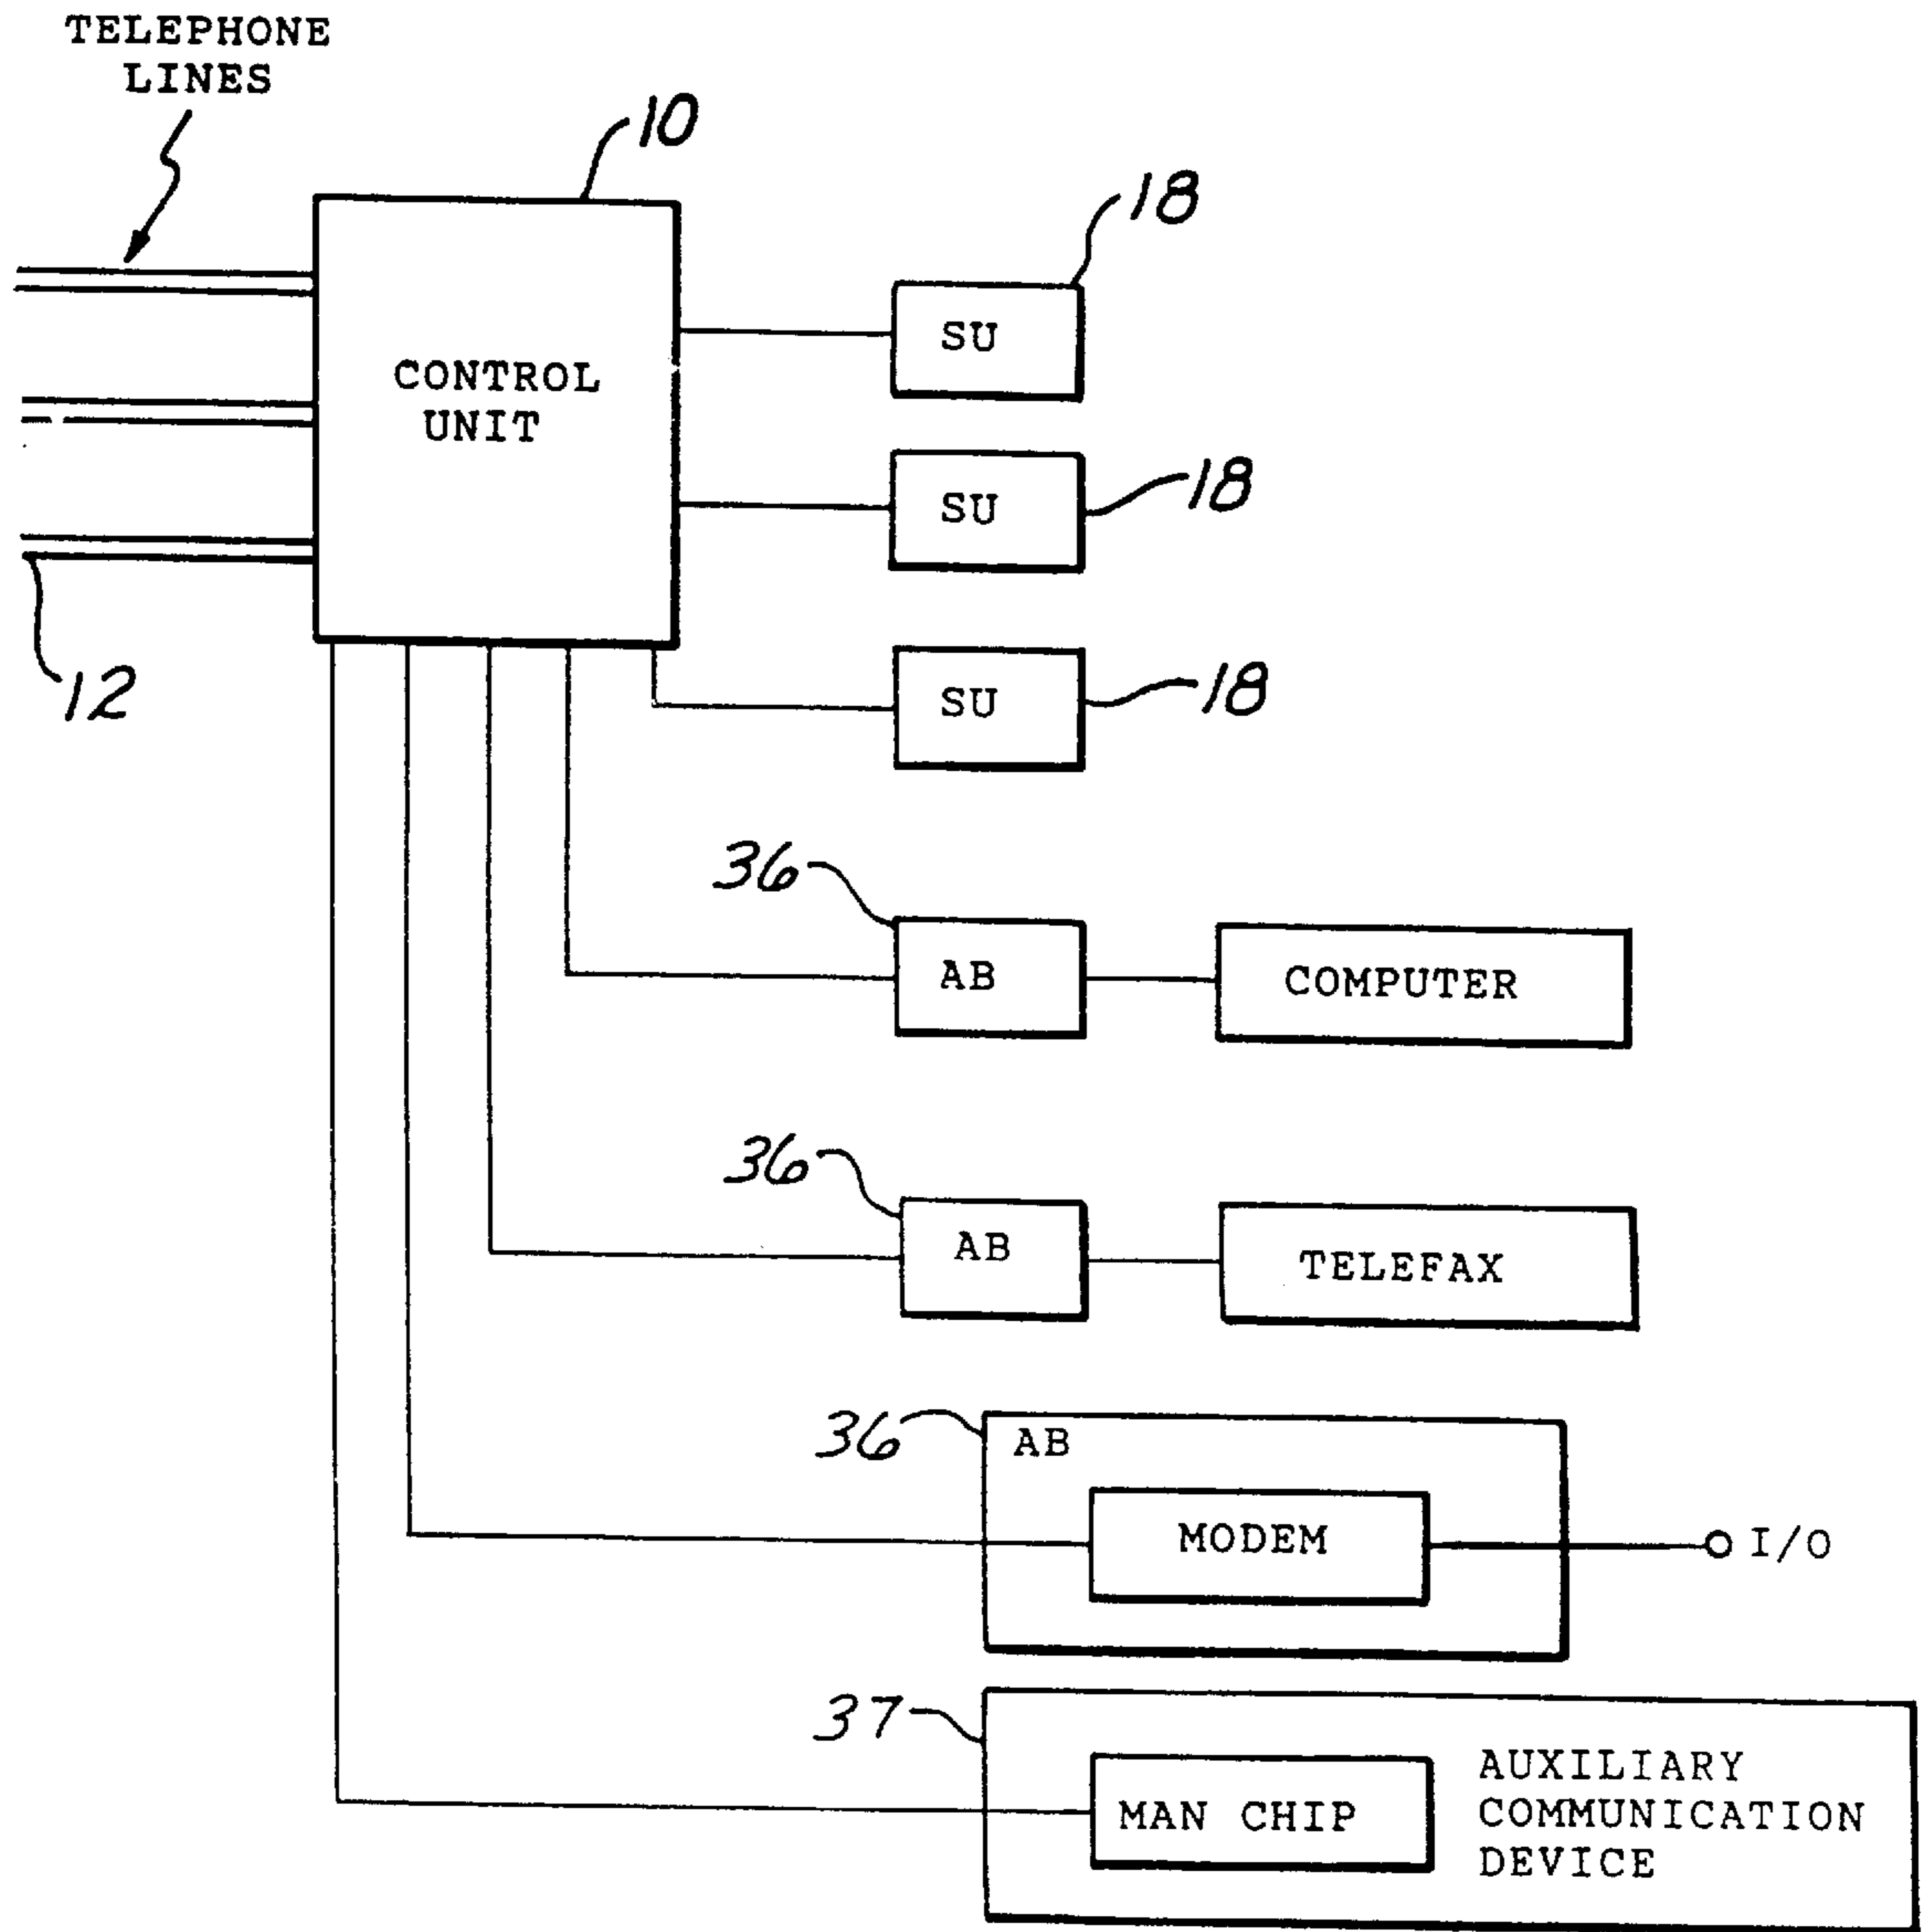 TELEPHONE
LINES
10
18
SU
CONTROL
UNIT
SU
18
12
SU
18
36
AB
COMPUTER
36
AB
TELEFAX
36
AB
MODEM
I/O
37
MAN CHIP
AUXILIARY
COMMUNICATION
DEVICE